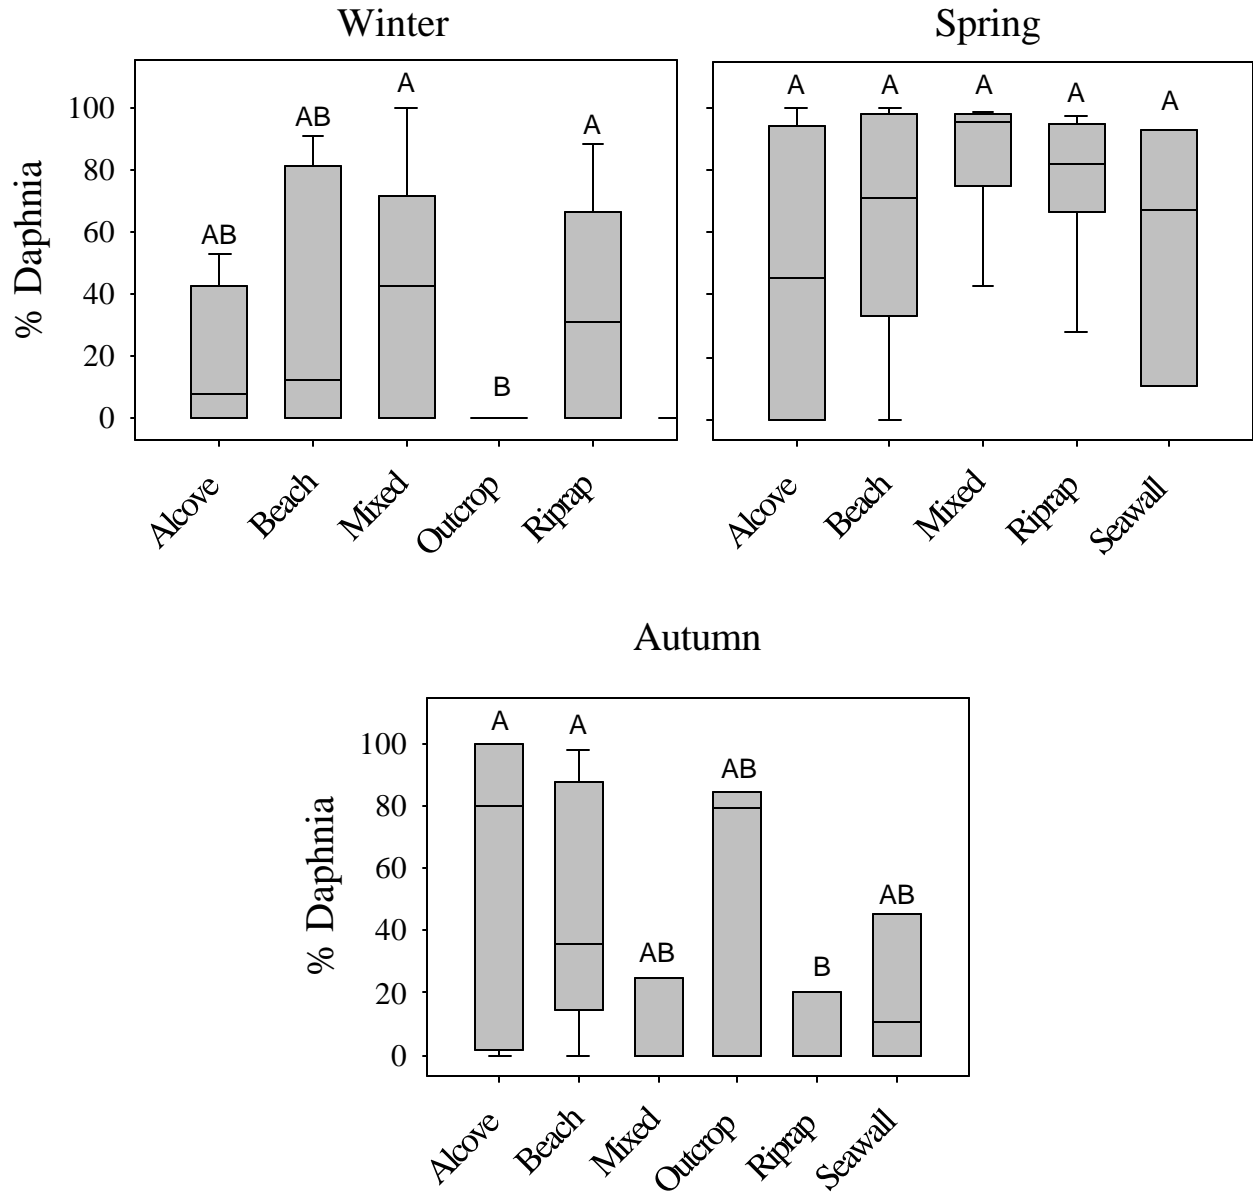 Winter
% Daphnia
100
80
60
40
20
0
AB
AB
A
B
A
Alcove
Beach
Mixed
Outcrop
Riprap
Spring
A
A
A
A
A
Alcove
Beach
Mixed
Riprap
Seawall
Autumn
% Daphnia
100
80
60
40
20
0
A
A
AB
AB
B
AB
Alcove
Beach
Mixed
Outcrop
Riprap
Seawall